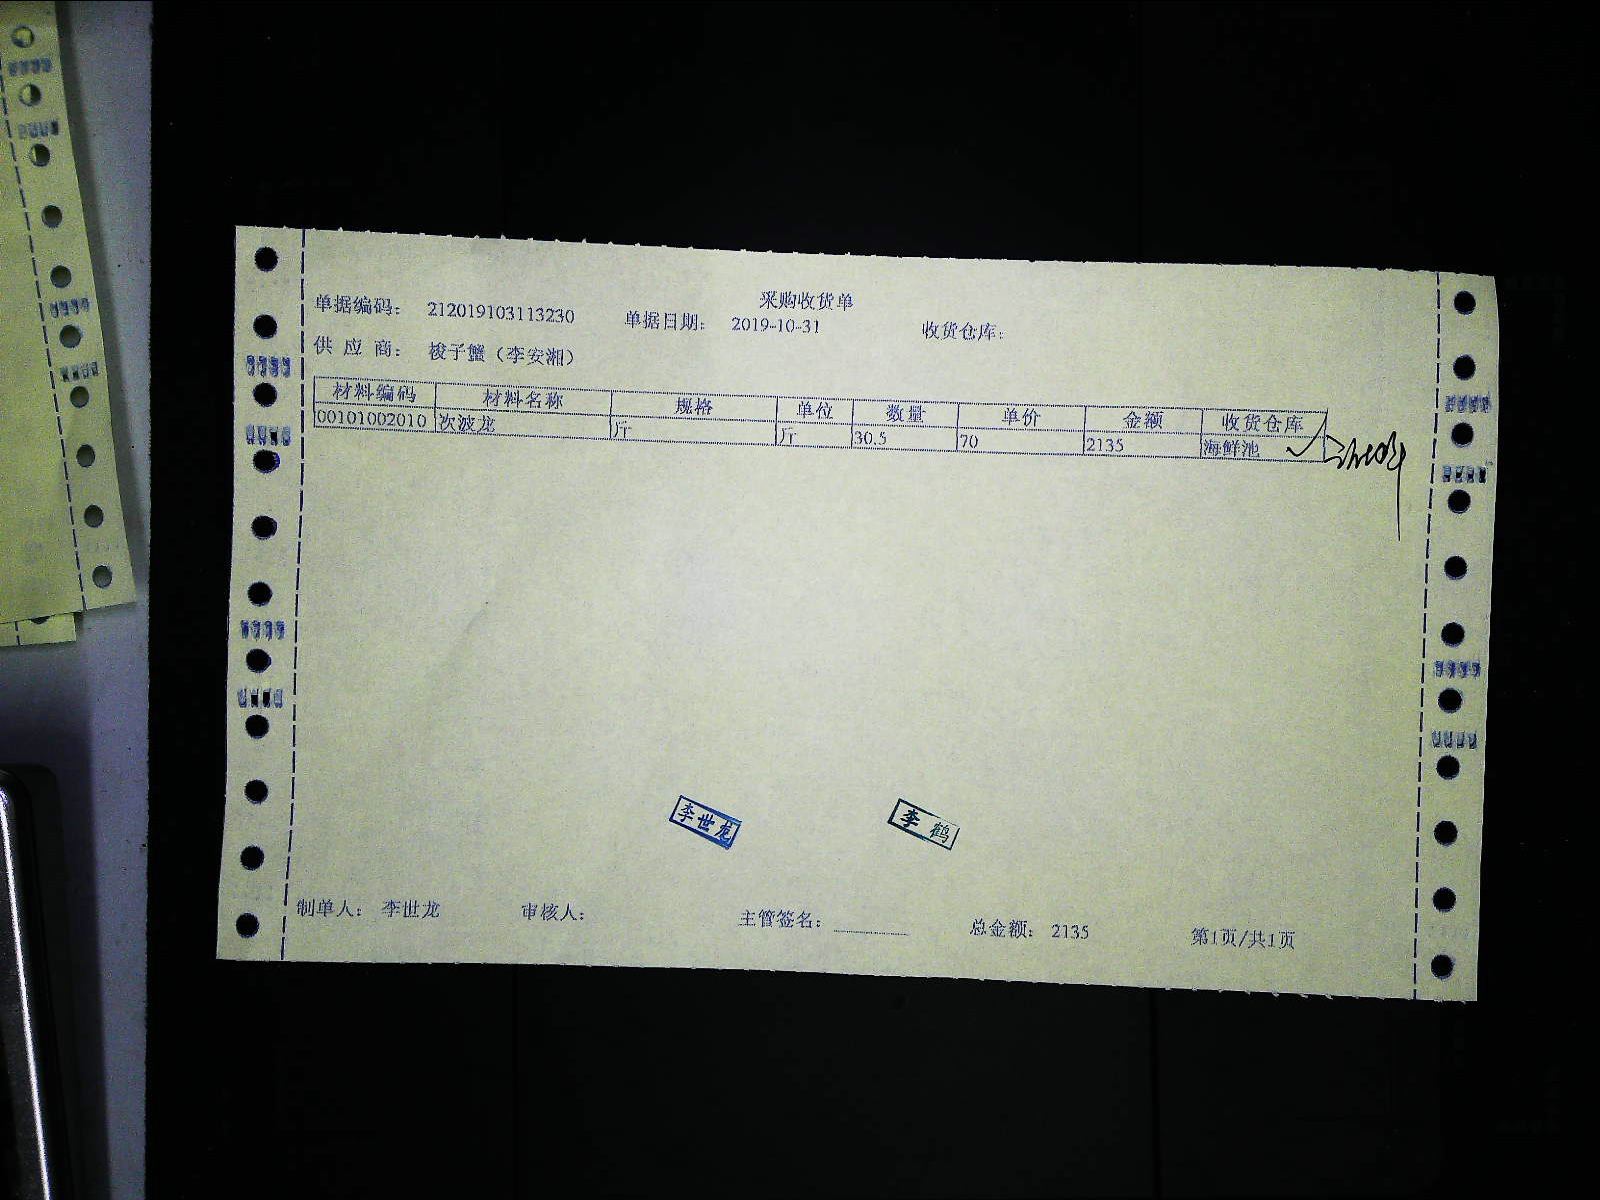 采购收货单
单据编码： 212019103113230 单据日期： 2019-10-31 收货仓库：
供 应 商： 梭子蟹（李安湘）
材料编码 材料名称 规格 单位 数量 单价 金额 收货仓库
00101002010 次波龙 斤 斤 30.5 70 2135 海鲜池
李世龙 李鹤
制单人： 李世龙 审核人： 主管签名： 总金额： 2135 第1页/共1页